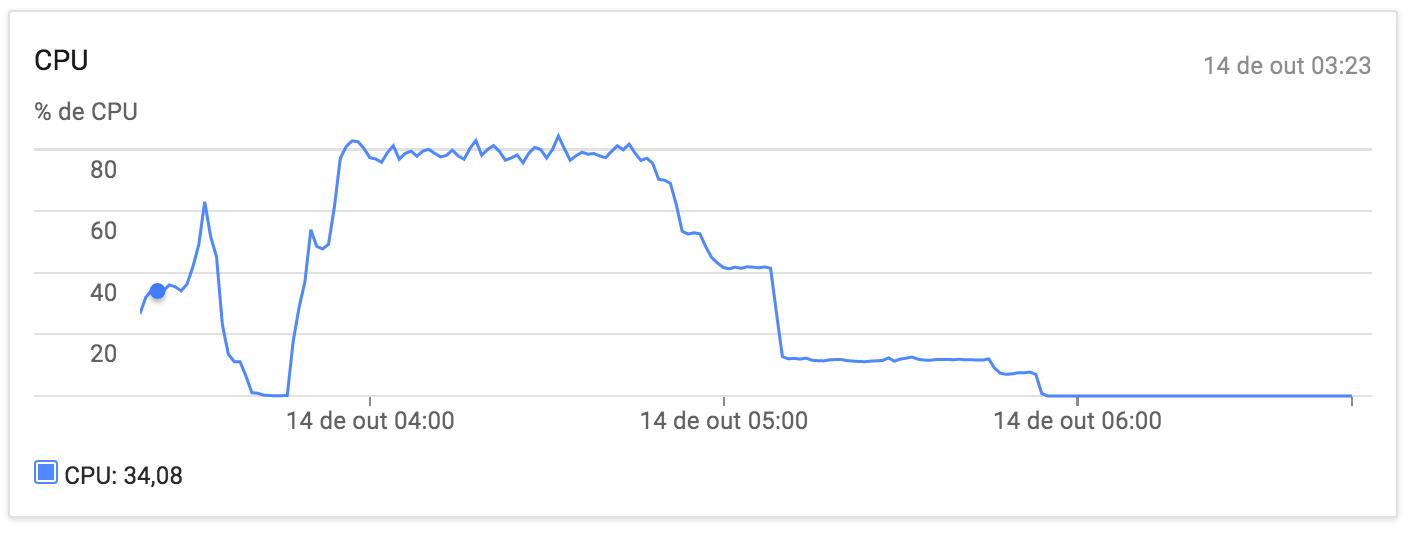 CPU
14 de out 03:23
% de CPU
80
60
40
20
14 de out 04:00
14 de out 05:00
14 de out 06:00
CPU: 34,08